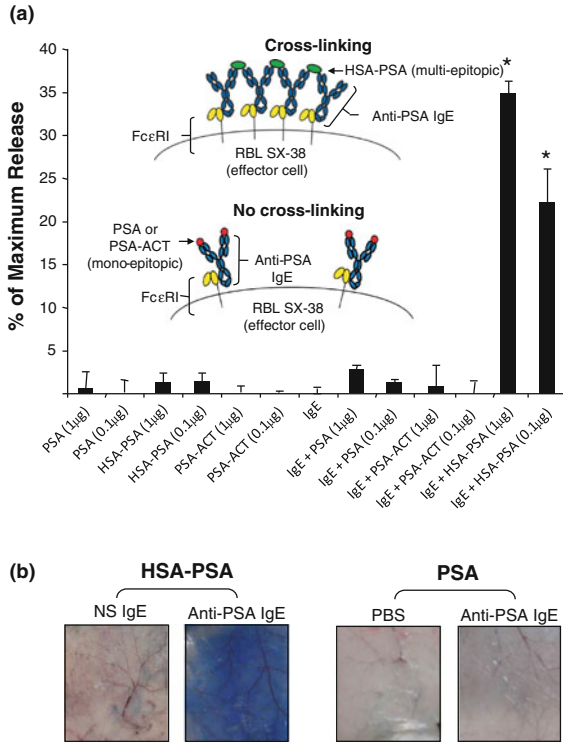 (a)
% of Maximum Release
40
35
30
25
20
15
10
5
Cross-linking
HSA-PSA (multi-epitopic)
Anti-PSA IgE
FcεRI
RBL SX-38
(effector cell)
No cross-linking
PSA or
PSA-ACT
(mono-epitopic)
Anti-PSA
IgE
FcεRI
RBL SX-38
(effector cell)
*
*
PSA (1μg)
PSA (0.1μg)
HSA-PSA (1μg)
HSA-PSA (0.1μg)
PSA-ACT (1μg)
PSA-ACT (0.1μg)
IgE
IgE + PSA (1μg)
IgE + PSA (0.1μg)
IgE + PSA-ACT (1μg)
IgE + PSA-ACT (0.1μg)
IgE + HSA-PSA (1μg)
IgE + HSA-PSA (0.1μg)
(b)
HSA-PSA
NS IgE
Anti-PSA IgE
PSA
PBS
Anti-PSA IgE